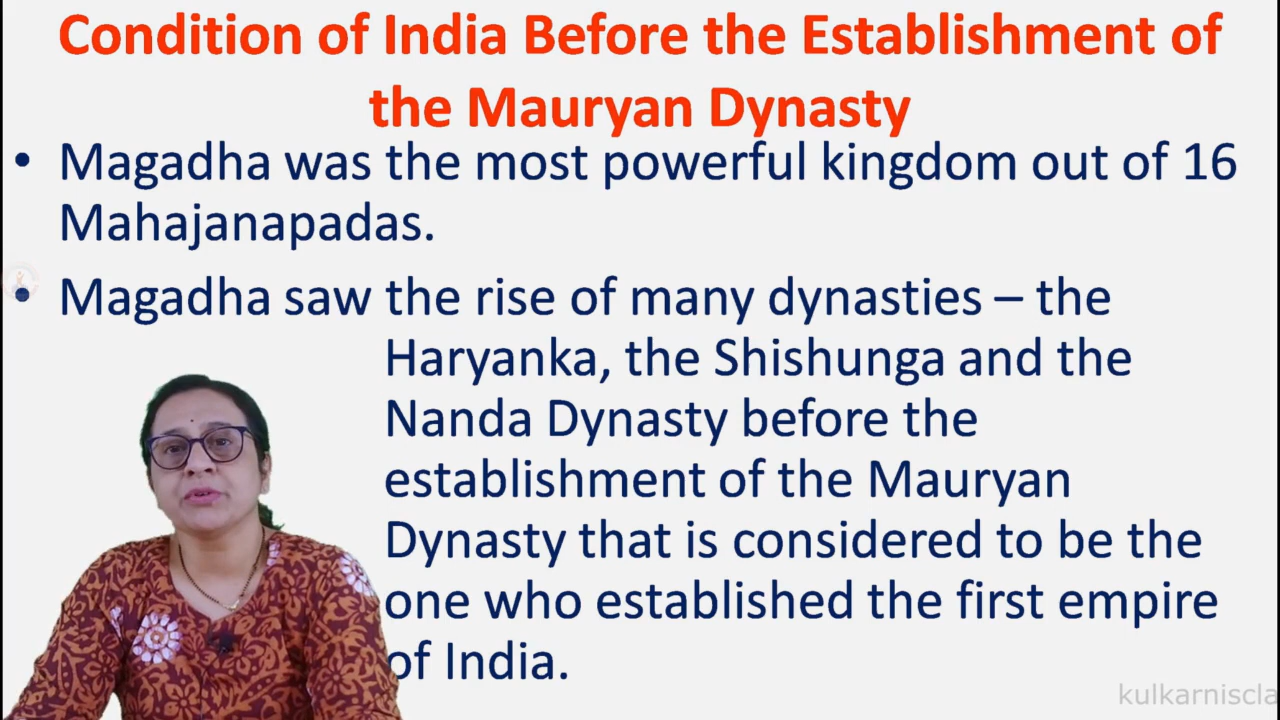 Condition of India Before the Establishment of
the Mauryan Dynasty
• Magadha was the most powerful kingdom out of 16
Mahajanapadas.
• Magadha saw the rise of many dynasties – the
Haryanka, the Shishunga and the
Nanda Dynasty before the
establishment of the Mauryan
Dynasty that is considered to be the
one who established the first empire
of India.
kulkarniscla